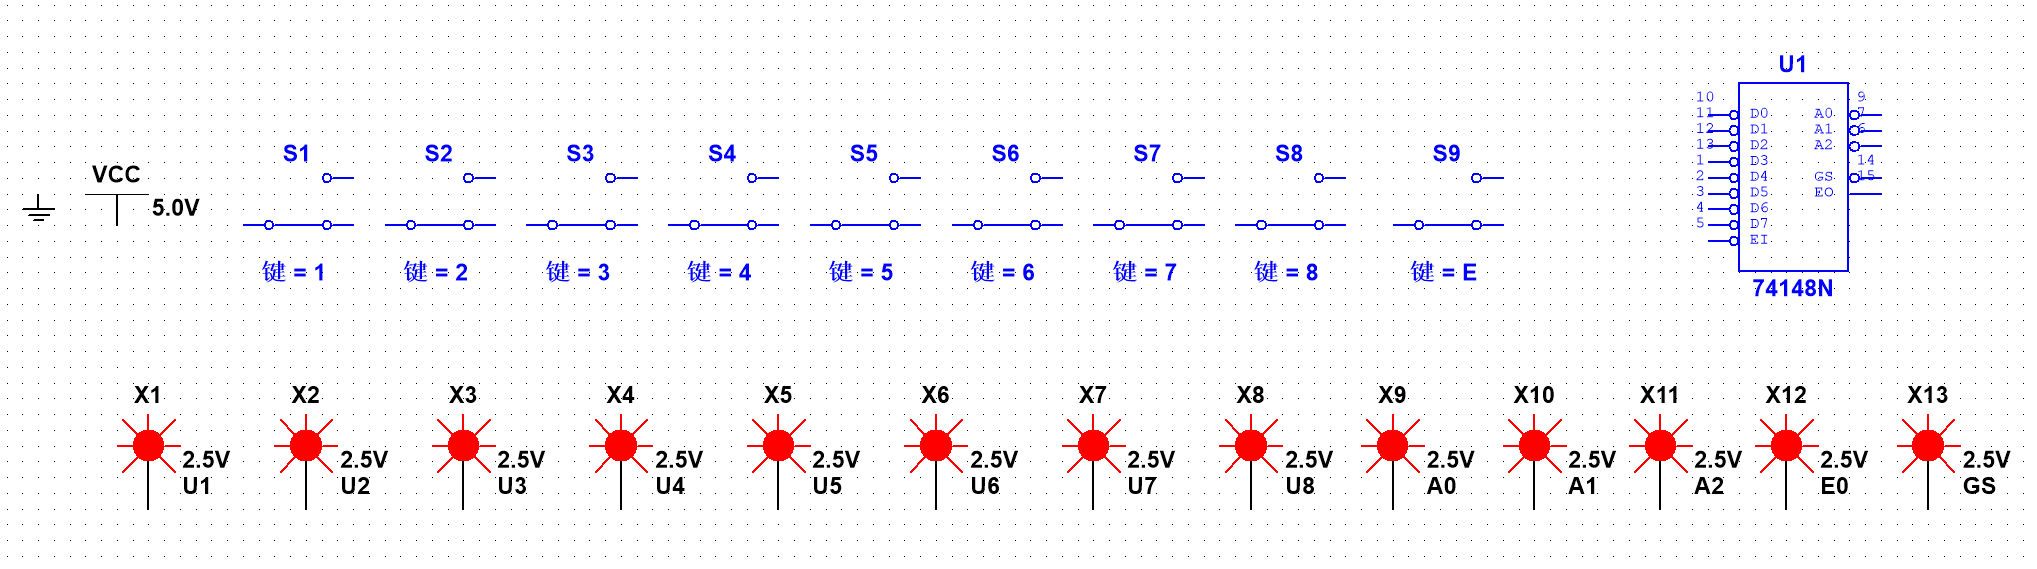 VCC
5.0V
S1
键 = 1
S2
键 = 2
S3
键 = 3
S4
键 = 4
S5
键 = 5
S6
键 = 6
S7
键 = 7
S8
键 = 8
S9
键 = E
U1
10
11
12
13
1
2
3
4
5
D0
D1
D2
D3
D4
D5
D6
D7
EI
A0
A1
A2
GS
EO
9
7
6
14
15
74148N
X1
2.5V
U1
X2
2.5V
U2
X3
2.5V
U3
X4
2.5V
U4
X5
2.5V
U5
X6
2.5V
U6
X7
2.5V
U7
X8
2.5V
U8
X9
2.5V
A0
X10
2.5V
A1
X11
2.5V
A2
X12
2.5V
E0
X13
2.5V
GS